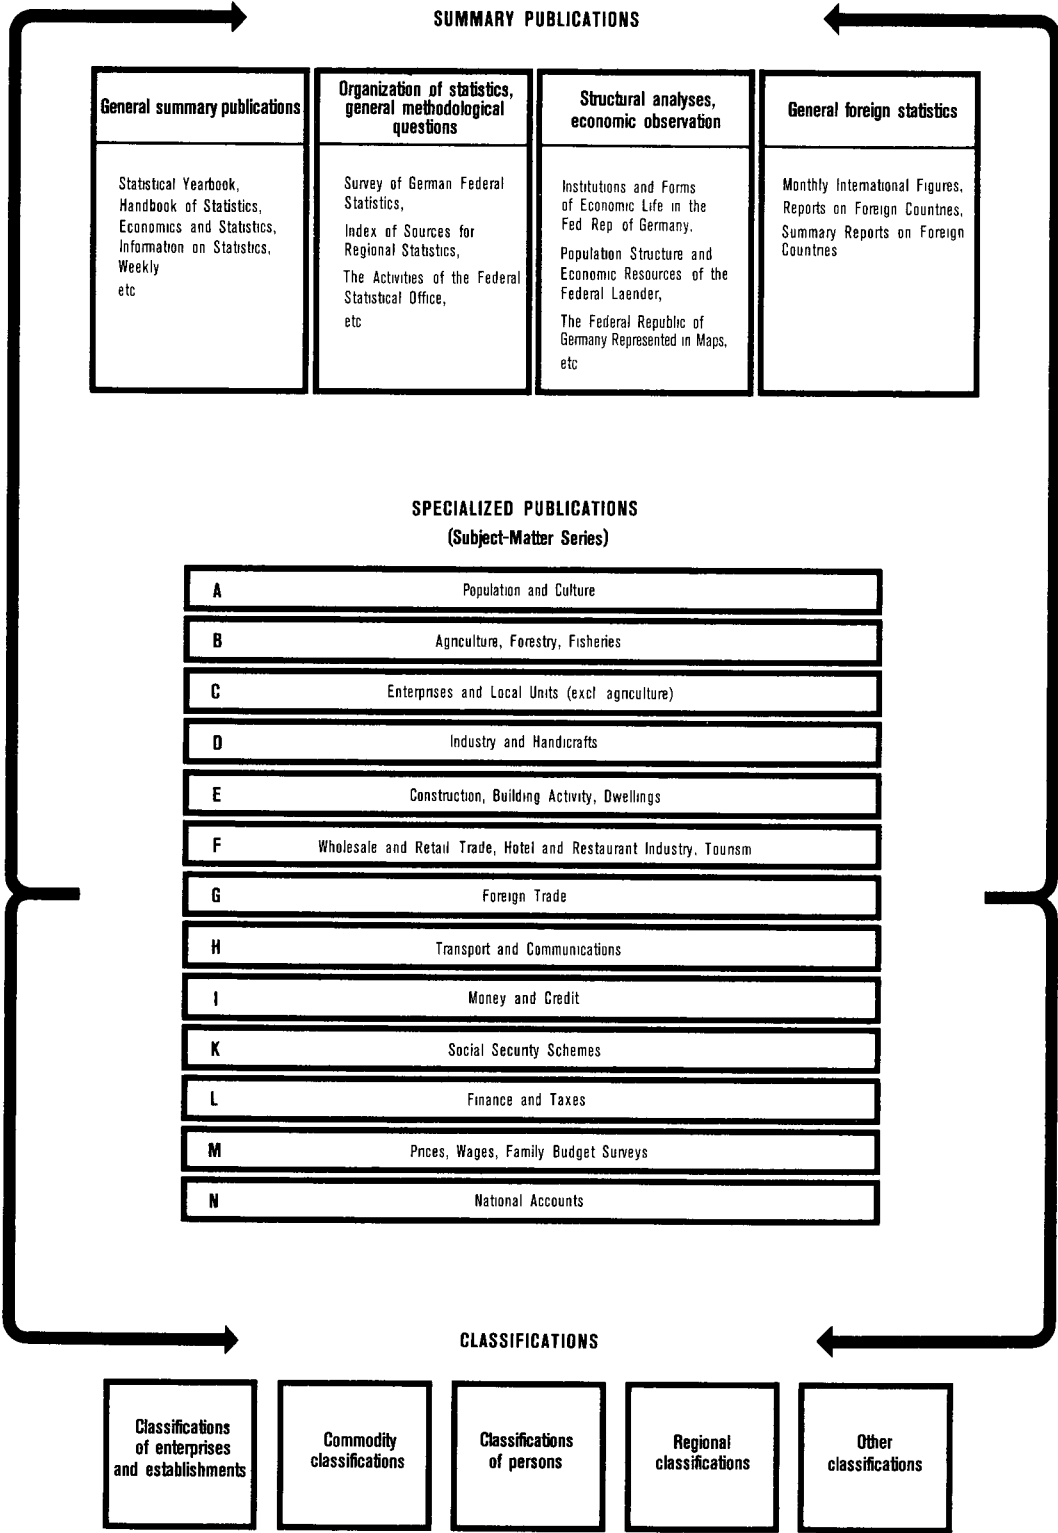 SUMMARY PUBLICATIONS
General summary publications
Statistical Yearbook,
Handbook of Statistics,
Economics and Statistics,
Information on Statistics,
Weekly
etc
Organization of statistics,
general methodological
questions
Survey of German Federal
Statistics,
Index of Sources for
Regional Statistics,
The Activities of the Federal
Statistical Office,
etc
Structural analyses,
economic observation
Institutions and Forms
of Economic Life in the
Fed Rep of Germany,
Population Structure and
Economic Resources of the
Federal Laender,
The Federal Republic of
Germany Represented in Maps,
etc
General foreign statistics
Monthly International Figures,
Reports on Foreign Countries,
Summary Reports on Foreign
Countries
SPECIALIZED PUBLICATIONS
(Subject-Matter Series)
A Population and Culture
B Agriculture, Forestry, Fisheries
C Enterprises and Local Units (excl agriculture)
D Industry and Handicrafts
E Construction, Building Activity, Dwellings
F Wholesale and Retail Trade, Hotel and Restaurant Industry, Tourism
G Foreign Trade
H Transport and Communications
I Money and Credit
K Social Security Schemes
L Finance and Taxes
M Prices, Wages, Family Budget Surveys
N National Accounts
CLASSIFICATIONS
Classifications
of enterprises
and establishments
Commodity
classifications
Classifications
of persons
Regional
classifications
Other
classifications